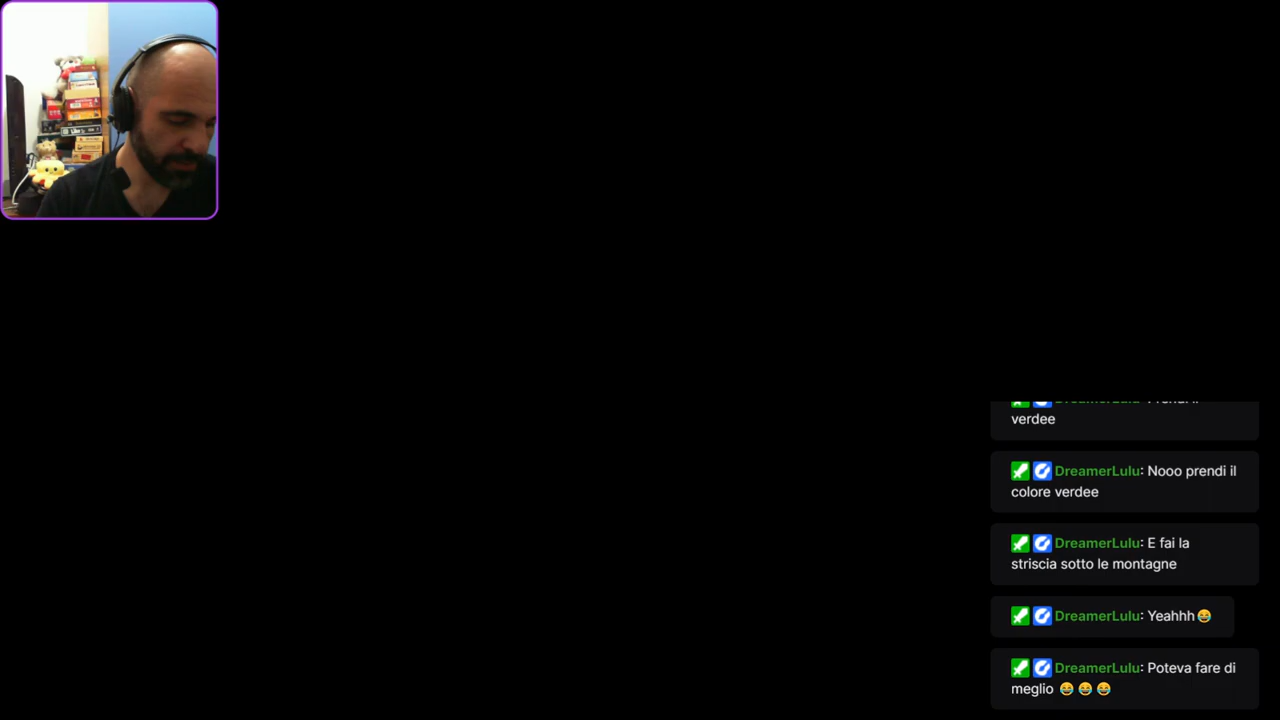 verdee
DreamerLulu: Nooo prendi il
colore verdee
DreamerLulu: E fai la
striscia sotto le montagne
DreamerLulu: Yeahhh😂
DreamerLulu: Poteva fare di
meglio 😂 😂 😂